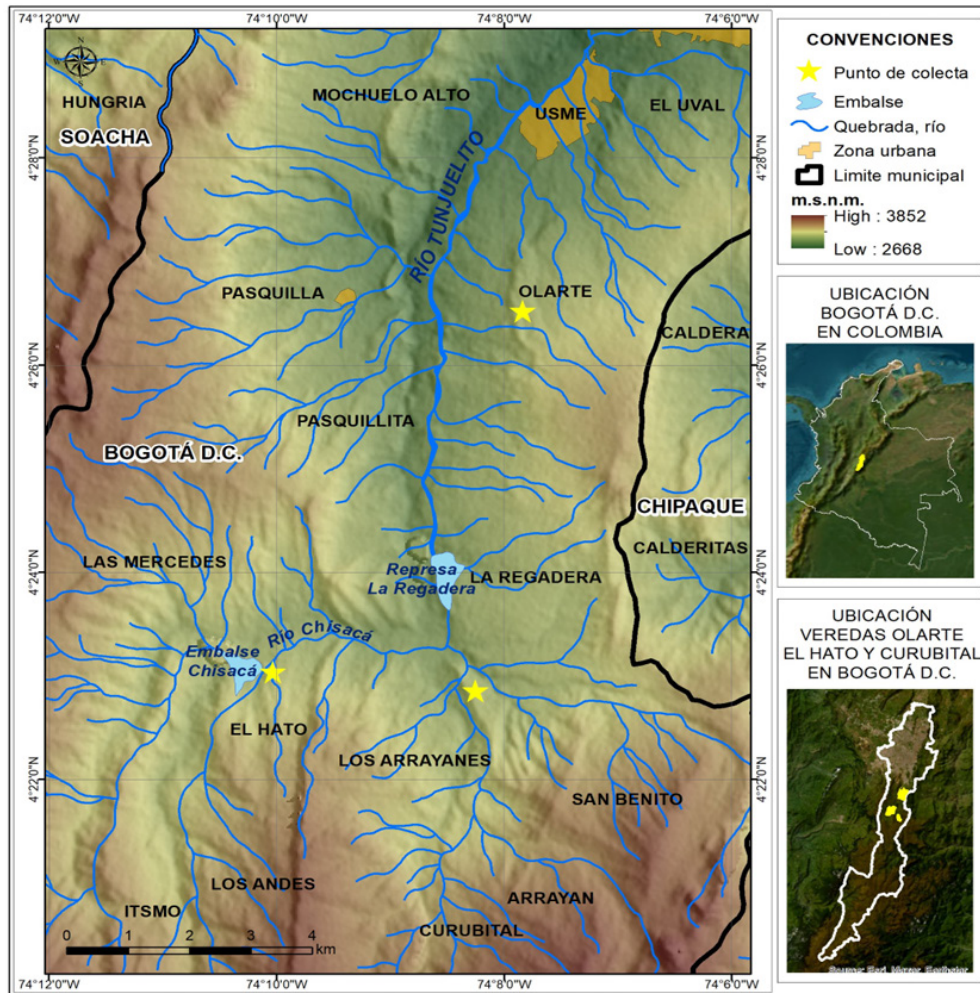 74°12'0"W
74°10'0"W
74°8'0"W
74°6'0"W
4°28'0"N
4°26'0"N
4°24'0"N
4°22'0"N
N
W
E
S
HUNGRIA
SOACHA
MOCHUELO ALTO
USME
EL UVAL
RÍO TUNJUELITO
PASQUILLA
OLARTE
CALDERA
PASQUILLITA
BOGOTÁ D.C.
CHIPAQUE
LAS MERCEDES
Represa
La Regadera
LA REGADERA
CALDERITAS
Río Chisacá
Embalse
Chisacá
EL HATO
LOS ARRAYANES
SAN BENITO
LOS ANDES
ARRAYAN
ITSMO
CURUBITAL
0 1 2 3 4
km
4°28'0"N
4°26'0"N
4°24'0"N
4°22'0"N
74°12'0"W
74°10'0"W
74°8'0"W
74°6'0"W
CONVENCIONES
Punto de colecta
Embalse
Quebrada, río
Zona urbana
Limite municipal
m.s.n.m.
High : 3852
Low : 2668
UBICACIÓN
BOGOTÁ D.C.
EN COLOMBIA
UBICACIÓN
VEREDAS OLARTE
EL HATO Y CURUBITAL
EN BOGOTÁ D.C.